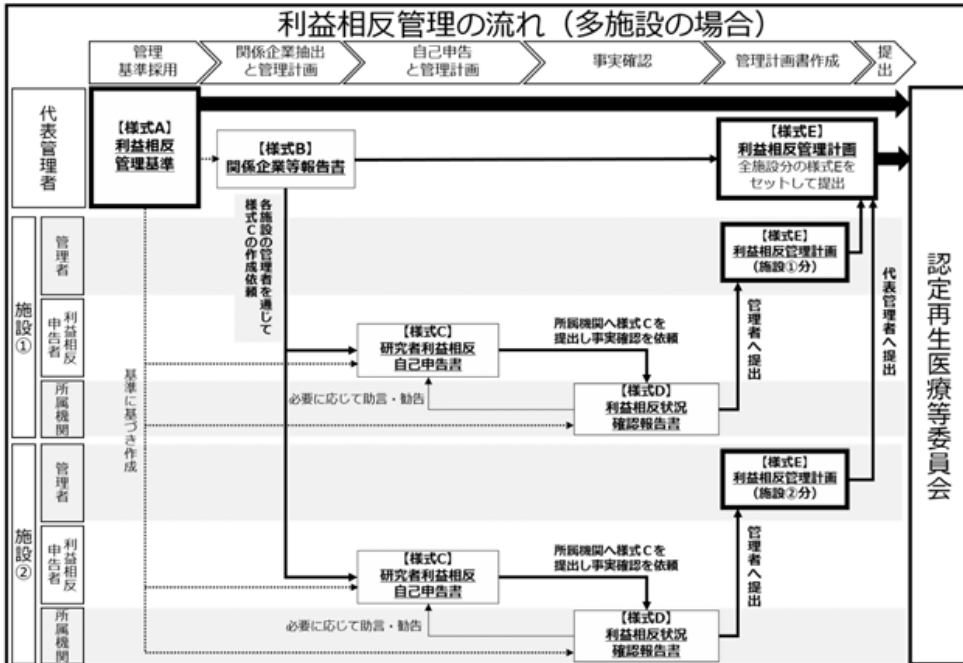 利益相反管理の流れ（多施設の場合）
管理
基準採用
関係企業抽出
と管理計画
自己申告
と管理計画
事実確認
管理計画書作成
提
出
代表管理者
【様式A】
利益相反
管理基準
【様式B】
関係企業等報告書
【様式E】
利益相反管理計画
全施設分の様式Eを
セットして提出
認定再生医療等委員会
各施設の管理者を通じて
様式Cの作成依頼
基準に基づき作成
代表管理者へ提出
施設①
管理者
【様式E】
利益相反管理計画
（施設①分）
利益相反
申告者
【様式C】
研究者利益相反
自己申告書
所属機関へ様式Cを
提出し事実確認を依頼
管理者へ提出
所属機関
必要に応じて助言・勧告
【様式D】
利益相反状況
確認報告書
施設②
管理者
【様式E】
利益相反管理計画
（施設②分）
利益相反
申告者
【様式C】
研究者利益相反
自己申告書
所属機関へ様式Cを
提出し事実確認を依頼
管理者へ提出
所属機関
必要に応じて助言・勧告
【様式D】
利益相反状況
確認報告書